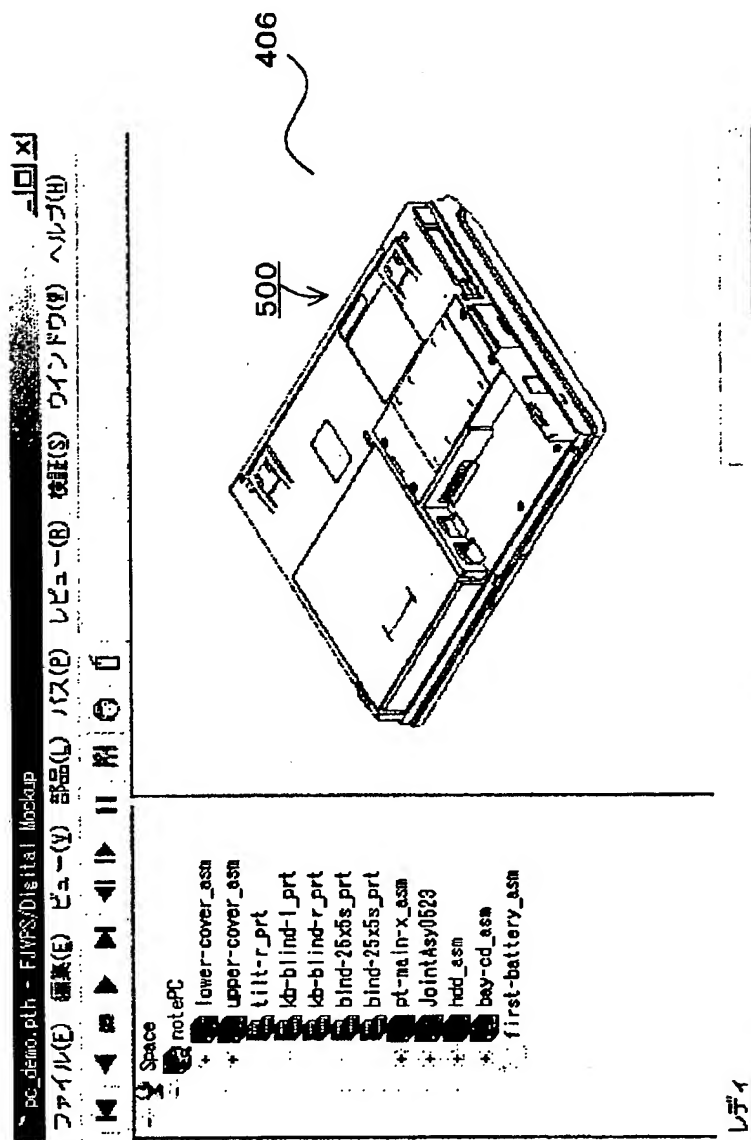 pc_demo.pth - FJVPS/Digital Mockup
ファイル(F) 編集(E) ビュー(V) 部品(L) パス(P) レビュー(R) 検証(S) ウインドウ(W) ヘルプ(H)
Space
notePC
lower-cover_asm
upper-cover_asm
tilt-r_prt
kb-blind-l_prt
kb-blind-r_prt
blnd-25x5s_prt
blnd-25x5s_prt
pt-main-x_asm
JointAsy0523
hdd_asm
bay-cd_asm
first-battery_asm
500
406
レディ